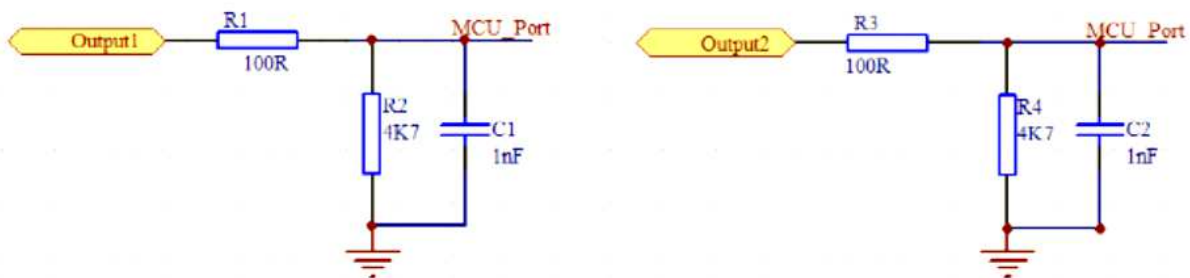 R1
MCU_Port
Output1
100R
R2
4K7
C1
1nF
R3
MCU_Port
Output2
100R
R4
4K7
C2
1nF